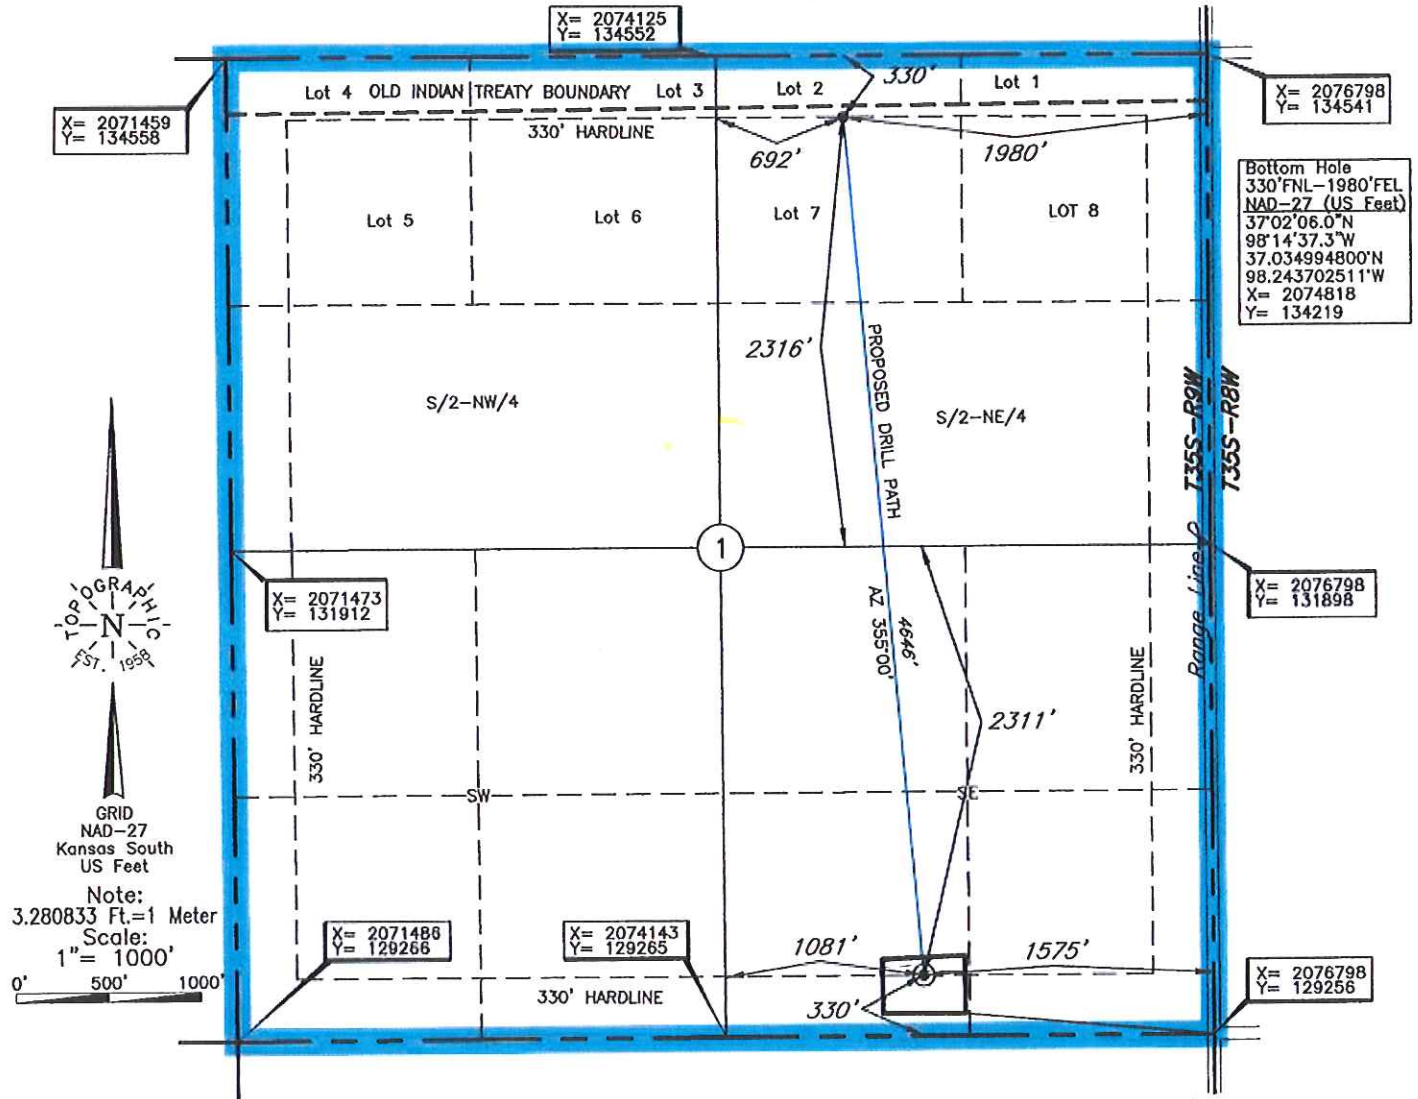 X= 2074125
Y= 134552
X= 2071459
Y= 134558
X= 2076798
Y= 134541
Lot 4 OLD INDIAN TREATY BOUNDARY Lot 3
Lot 2
330'
Lot 1
330' HARDLINE
692'
1980'
Bottom Hole
330'FNL-1980'FEL
NAD-27 (US Feet)
37°02'06.0"N
98°14'37.3"W
37.034994800°N
98.243702511°W
X= 2074818
Y= 134219
Lot 5
Lot 6
Lot 7
LOT 8
2316'
PROPOSED DRILL PATH
S/2-NW/4
S/2-NE/4
T35S-R9W
T35S-R8W
1
Range Line
X= 2071473
Y= 131912
X= 2076798
Y= 131898
TOPOGRAPHIC
N
EST. 1958
AZ 355°00'
4646'
330' HARDLINE
330' HARDLINE
2311'
SW
SE
GRID
NAD-27
Kansas South
US Feet
Note:
3.280833 Ft.=1 Meter
Scale:
1"= 1000'
0' 500' 1000'
X= 2071486
Y= 129266
X= 2074143
Y= 129265
1081'
1575'
330' HARDLINE
330'
X= 2076798
Y= 129256